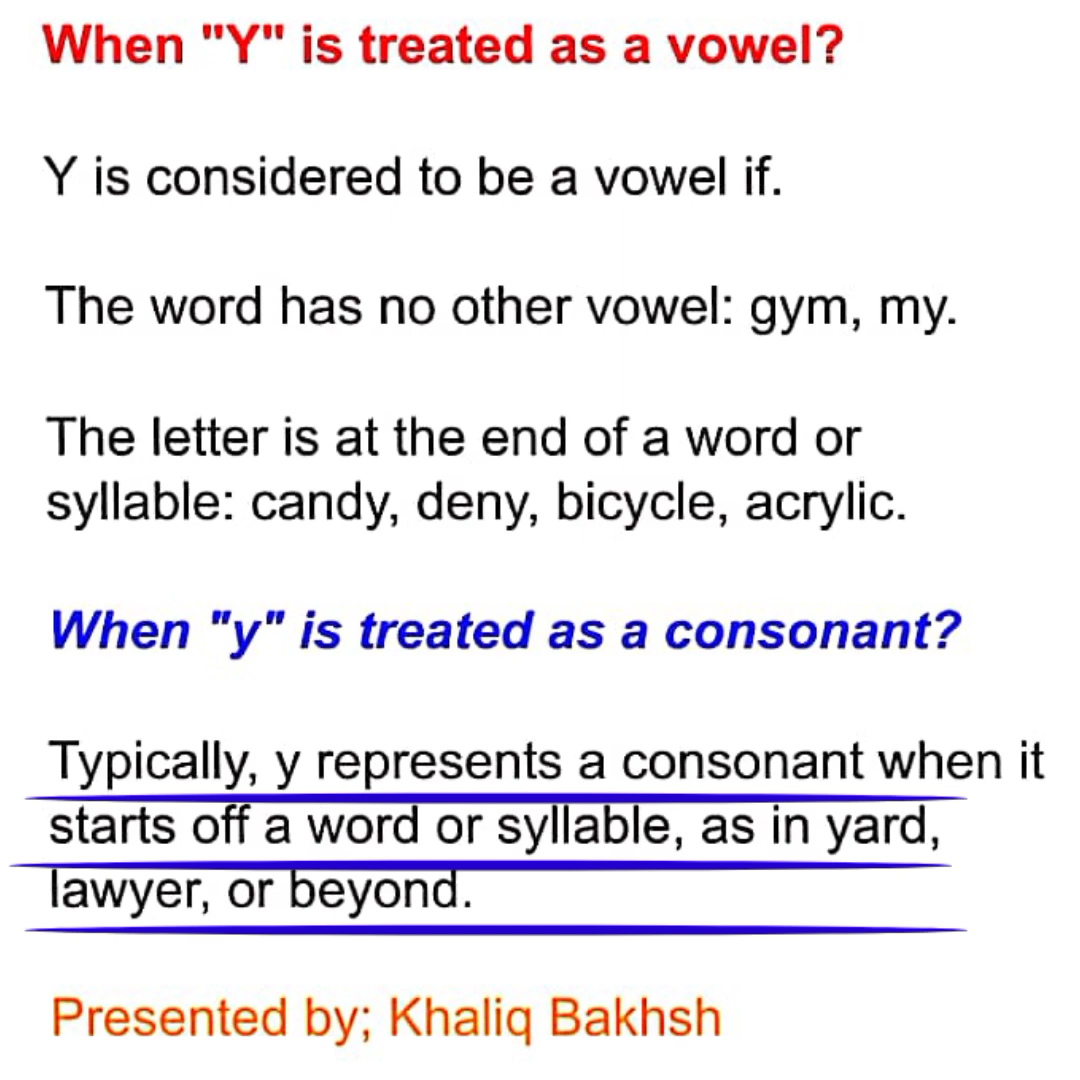 When "Y" is treated as a vowel?
Y is considered to be a vowel if.
The word has no other vowel: gym, my.
The letter is at the end of a word or
syllable: candy, deny, bicycle, acrylic.
When "y" is treated as a consonant?
Typically, y represents a consonant when it
starts off a word or syllable, as in yard,
lawyer, or beyond.
Presented by; Khaliq Bakhsh